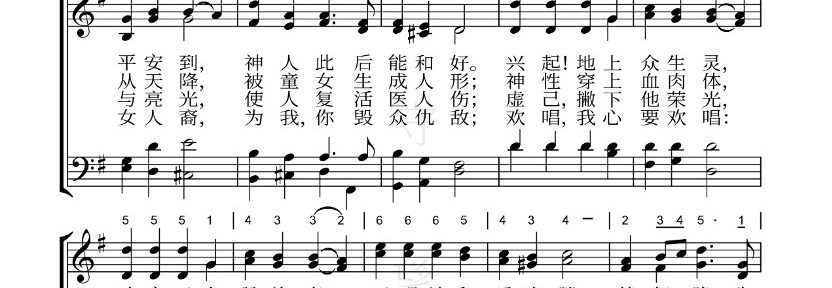 平安到，神人此后能和好。兴起！地上众生灵，
从天降，被童女生成人形；神性穿上血肉体，
与亮光，使人复活医人伤；虚己，撇下他荣光，
女人裔，为我，你毁众仇敌；欢唱，我心要欢唱：
5 5 5 1 | 4 3 3 2 | 6 6 6 5 | 4 3 4 – | 2 3 4 5 · 1